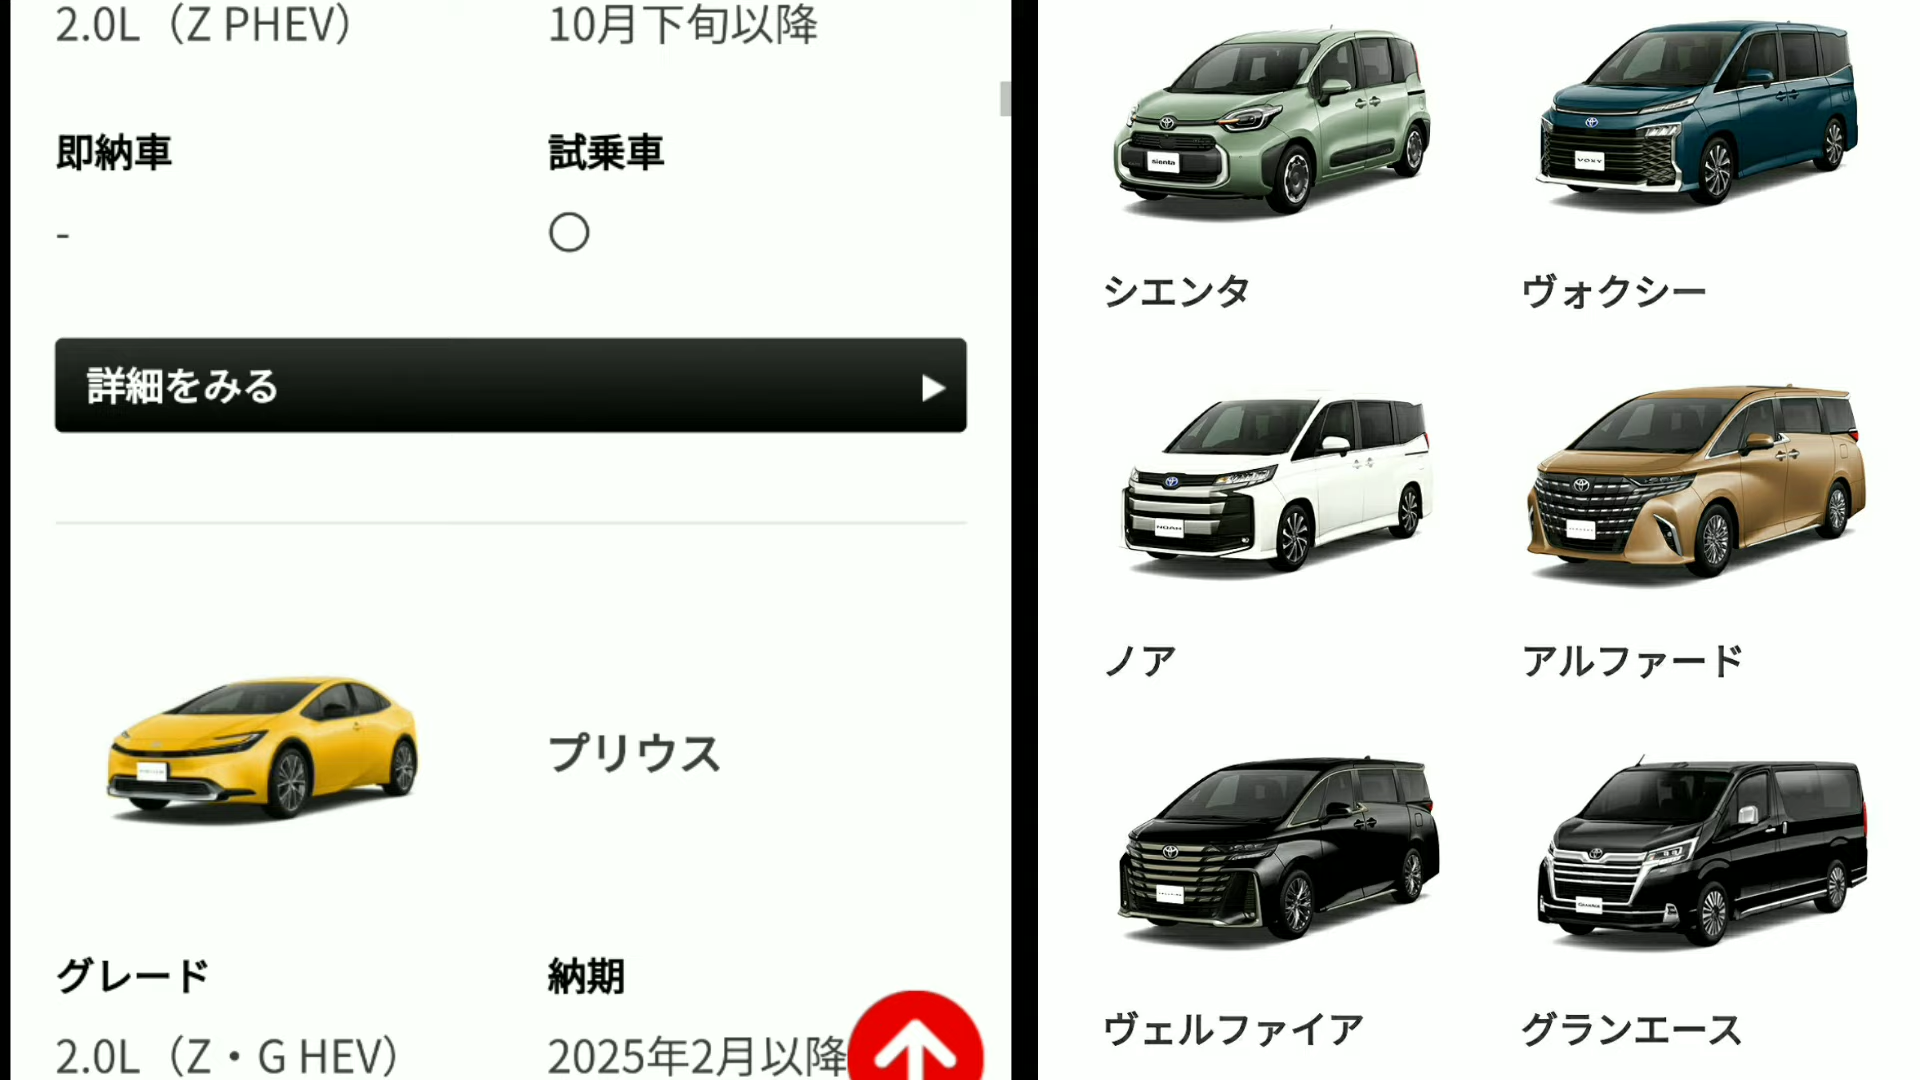 2.0L（Z PHEV）
10月下旬以降
即納車
試乗車
-
○
詳細をみる
プリウス
グレード
納期
2.0L（Z・G HEV）
2025年2月以降
sienta
VOXY
シエンタ
ヴォクシー
NOAH
ノア
アルファード
ヴェルファイア
グランエース